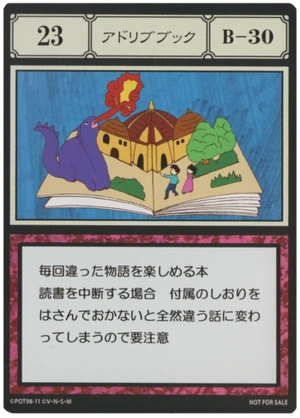 23
アドリブブック
B-30
毎回違った物語を楽しめる本
読書を中断する場合　付属のしおりを
はさんでおかないと全然違う話に変わ
ってしまうので要注意
©POT98-11©V・N・S・M
NOT FOR SALE